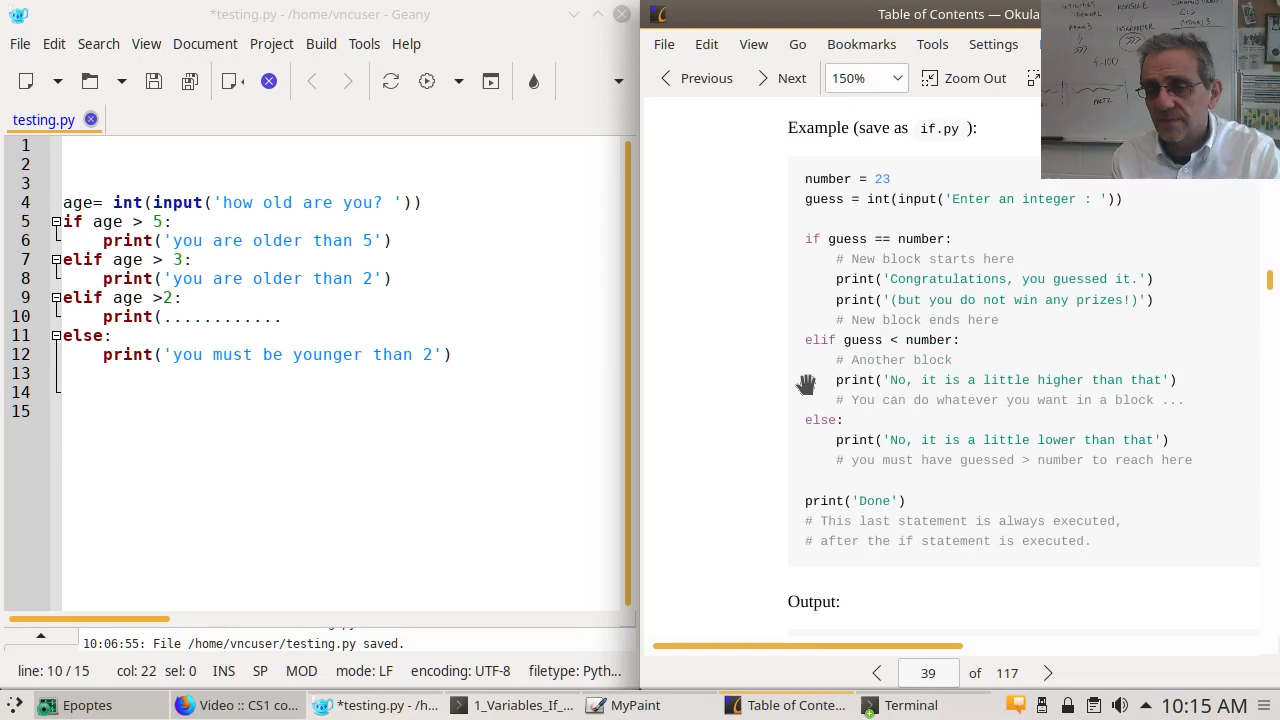 *testing.py - /home/vncuser - Geany
File Edit Search View Document Project Build Tools Help
testing.py
1
2
3
4 age= int(input('how old are you? '))
5 if age > 5:
6 print('you are older than 5')
7 elif age > 3:
8 print('you are older than 2')
9 elif age >2:
10 print(............
11 else:
12 print('you must be younger than 2')
13
14
15
10:06:55: File /home/vncuser/testing.py saved.
line: 10 / 15 col: 22 sel: 0 INS SP MOD mode: LF encoding: UTF-8 filetype: Pyth...
Table of Contents — Okula
File Edit View Go Bookmarks Tools Settings
Previous Next 150% Zoom Out
Example (save as if.py ):
number = 23
guess = int(input('Enter an integer : '))
if guess == number:
# New block starts here
print('Congratulations, you guessed it.')
print('(but you do not win any prizes!)')
# New block ends here
elif guess < number:
# Another block
print('No, it is a little higher than that')
# You can do whatever you want in a block ...
else:
print('No, it is a little lower than that')
# you must have guessed > number to reach here
print('Done')
# This last statement is always executed,
# after the if statement is executed.
Output:
39 of 117
Epoptes Video :: CS1 co... *testing.py - /h... 1_Variables_If_... MyPaint Table of Conte... Terminal 10:15 AM